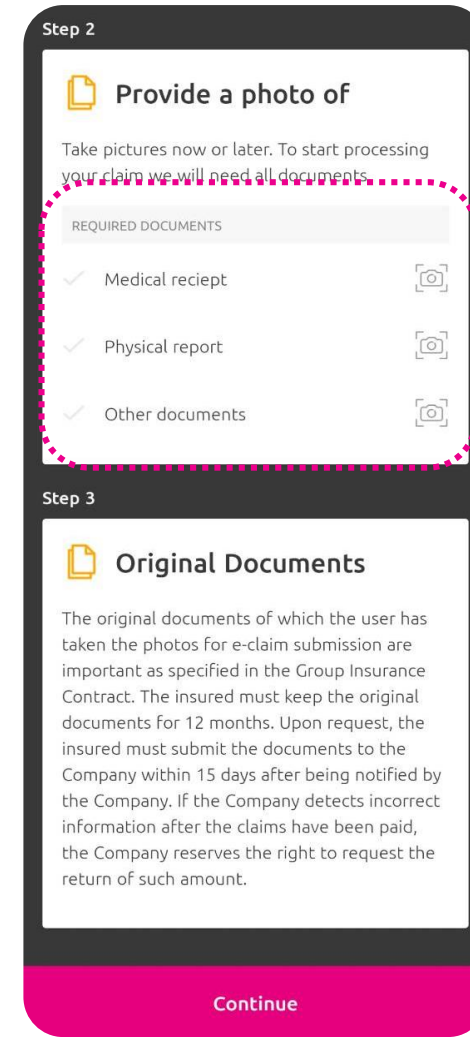 Step 2
Provide a photo of
Take pictures now or later. To start processing
your claim we will need all documents.
REQUIRED DOCUMENTS
Medical reciept
Physical report
Other documents
Step 3
Original Documents
The original documents of which the user has
taken the photos for e-claim submission are
important as specified in the Group Insurance
Contract. The insured must keep the original
documents for 12 months. Upon request, the
insured must submit the documents to the
Company within 15 days after being notified by
the Company. If the Company detects incorrect
information after the claims have been paid,
the Company reserves the right to request the
return of such amount.
Continue